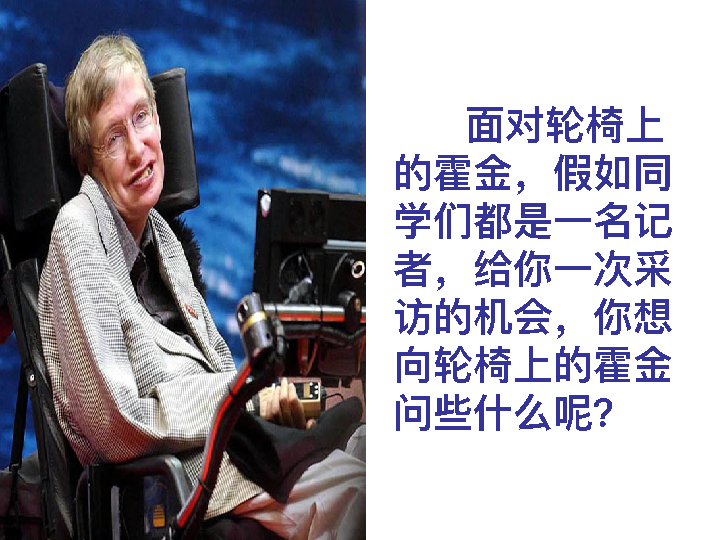 面对轮椅上
的霍金，假如同
学们都是一名记
者，给你一次采
访的机会，你想
向轮椅上的霍金
问些什么呢?